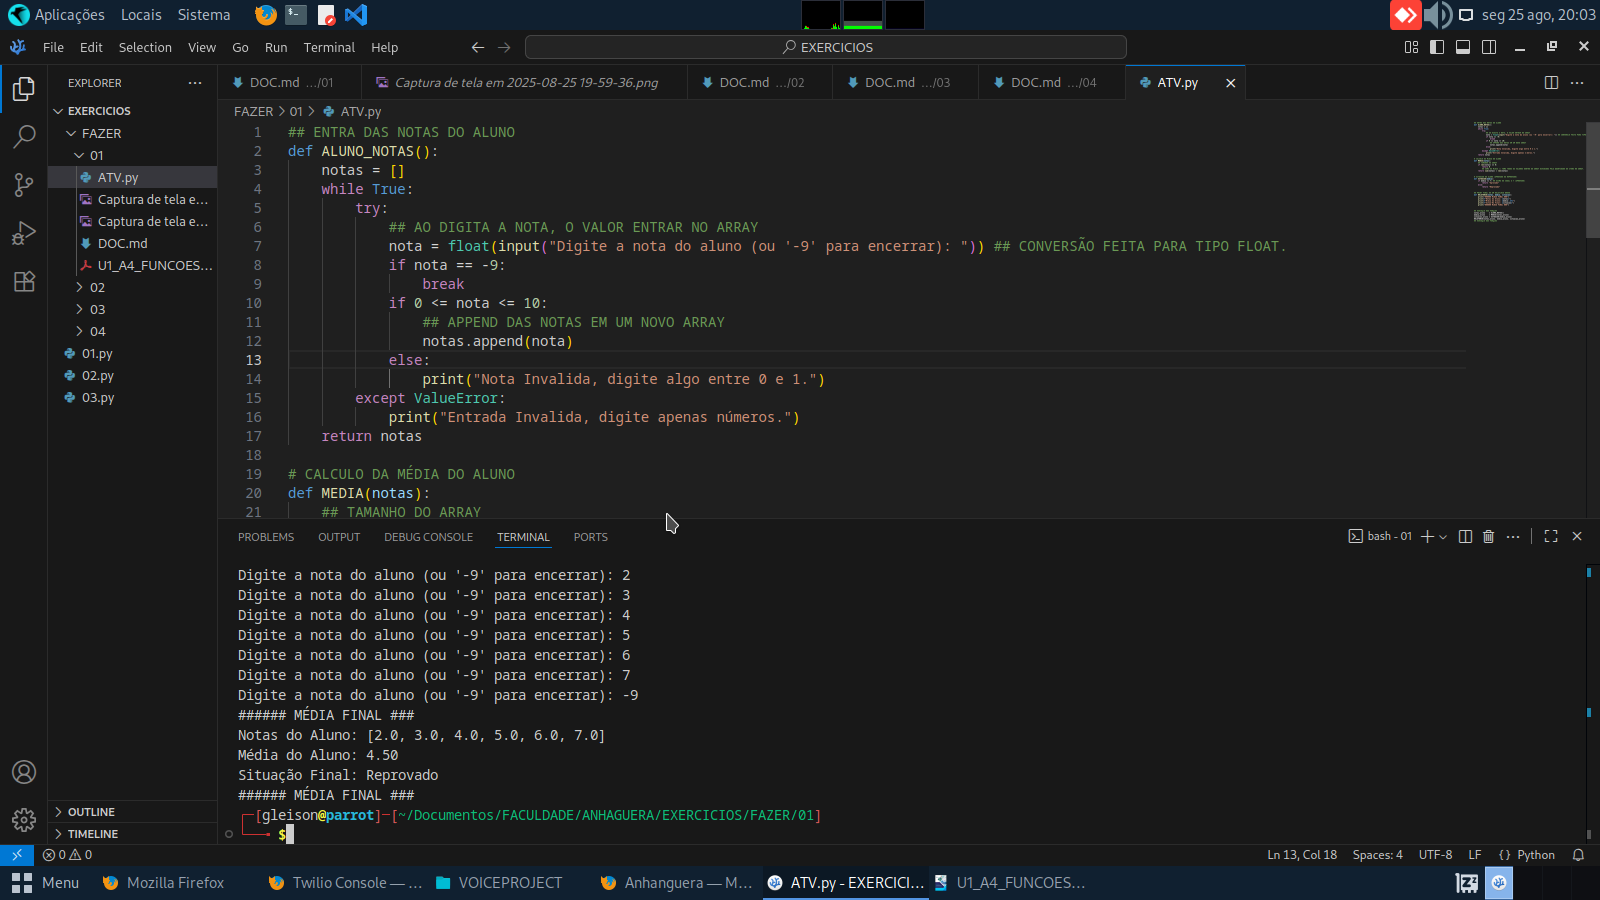 Aplicações Locais Sistema seg 25 ago, 20:03
File Edit Selection View Go Run Terminal Help EXERCICIOS
EXPLORER
DOC.md .../01 Captura de tela em 2025-08-25 19-59-36.png DOC.md .../02 DOC.md .../03 DOC.md .../04 ATV.py
EXERCICIOS
FAZER
01
ATV.py
Captura de tela e...
Captura de tela e...
DOC.md
U1_A4_FUNCOES...
02
03
04
01.py
02.py
03.py
OUTLINE
TIMELINE
FAZER > 01 > ATV.py
1 ## ENTRA DAS NOTAS DO ALUNO
2 def ALUNO_NOTAS():
3 notas = []
4 while True:
5 try:
6 ## AO DIGITA A NOTA, O VALOR ENTRAR NO ARRAY
7 nota = float(input("Digite a nota do aluno (ou '-9' para encerrar): ")) ## CONVERSÃO FEITA PARA TIPO FLOAT.
8 if nota == -9:
9 break
10 if 0 <= nota <= 10:
11 ## APPEND DAS NOTAS EM UM NOVO ARRAY
12 notas.append(nota)
13 else:
14 print("Nota Invalida, digite algo entre 0 e 1.")
15 except ValueError:
16 print("Entrada Invalida, digite apenas números.")
17 return notas
18
19 # CALCULO DA MÉDIA DO ALUNO
20 def MEDIA(notas):
21 ## TAMANHO DO ARRAY
PROBLEMS OUTPUT DEBUG CONSOLE TERMINAL PORTS bash - 01
Digite a nota do aluno (ou '-9' para encerrar): 2
Digite a nota do aluno (ou '-9' para encerrar): 3
Digite a nota do aluno (ou '-9' para encerrar): 4
Digite a nota do aluno (ou '-9' para encerrar): 5
Digite a nota do aluno (ou '-9' para encerrar): 6
Digite a nota do aluno (ou '-9' para encerrar): 7
Digite a nota do aluno (ou '-9' para encerrar): -9
###### MÉDIA FINAL ###
Notas do Aluno: [2.0, 3.0, 4.0, 5.0, 6.0, 7.0]
Média do Aluno: 4.50
Situação Final: Reprovado
###### MÉDIA FINAL ###
┌─[gleison@parrot]─[~/Documentos/FACULDADE/ANHAGUERA/EXERCICIOS/FAZER/01]
└──╼ $
0 0 Ln 13, Col 18 Spaces: 4 UTF-8 LF {} Python
Menu Mozilla Firefox Twilio Console — ... VOICEPROJECT Anhanguera — M... ATV.py - EXERCICI... U1_A4_FUNCOES...